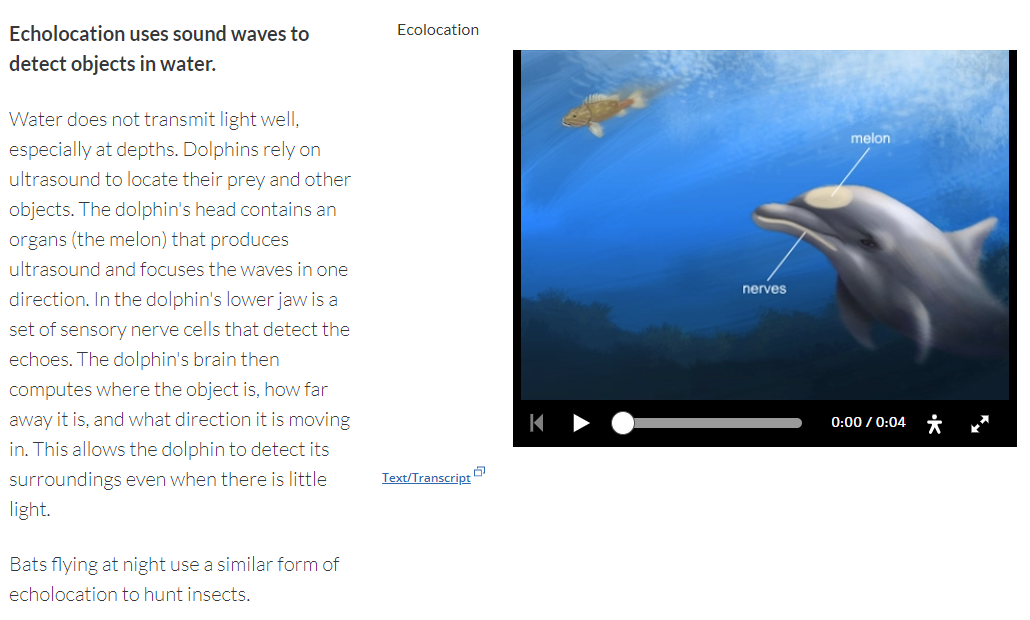 Echolocation uses sound waves to
detect objects in water.
Water does not transmit light well,
especially at depths. Dolphins rely on
ultrasound to locate their prey and other
objects. The dolphin's head contains an
organs (the melon) that produces
ultrasound and focuses the waves in one
direction. In the dolphin's lower jaw is a
set of sensory nerve cells that detect the
echoes. The dolphin's brain then
computes where the object is, how far
away it is, and what direction it is moving
in. This allows the dolphin to detect its
surroundings even when there is little
light.
Bats flying at night use a similar form of
echolocation to hunt insects.
Ecolocation
melon
nerves
0:00 / 0:04
Text/Transcript